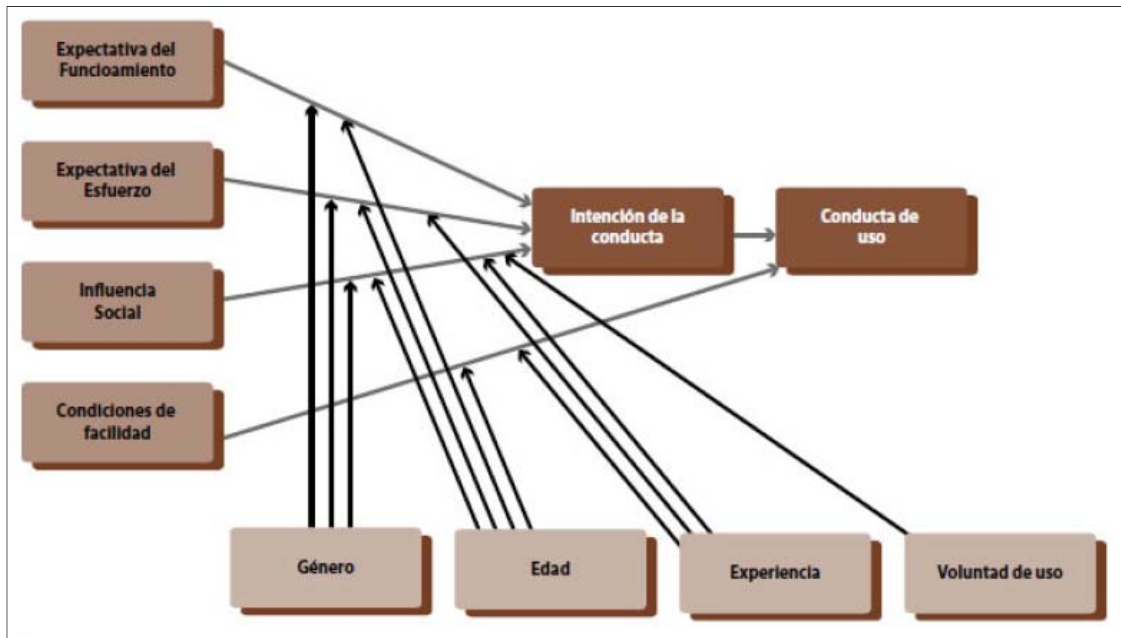 Expectativa del
Funcioamiento
Expectativa del
Esfuerzo
Influencia
Social
Condiciones de
facilidad
Intención de la
conducta
Conducta de
uso
Género
Edad
Experiencia
Voluntad de uso